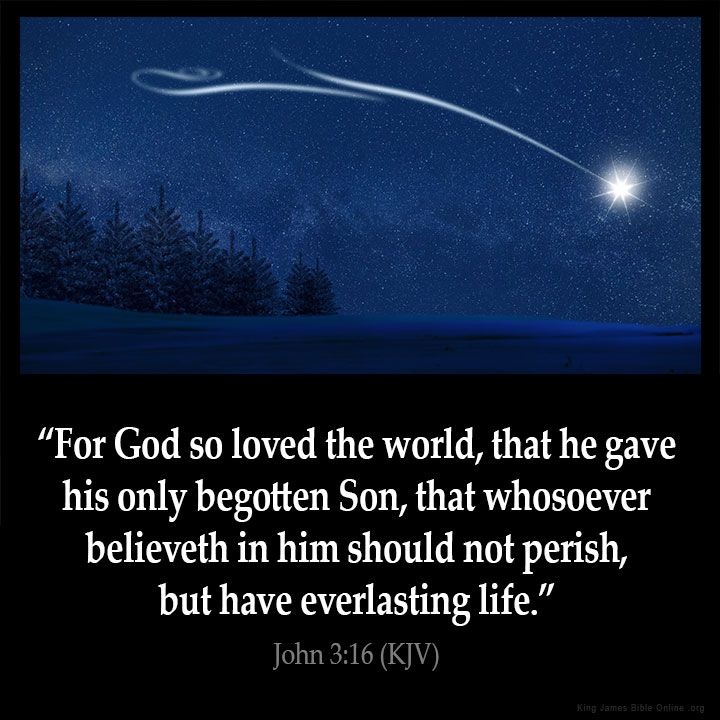 “For God so loved the world, that he gave
his only begotten Son, that whosoever
believeth in him should not perish,
but have everlasting life.”
John 3:16 (KJV)
King James Bible Online .org